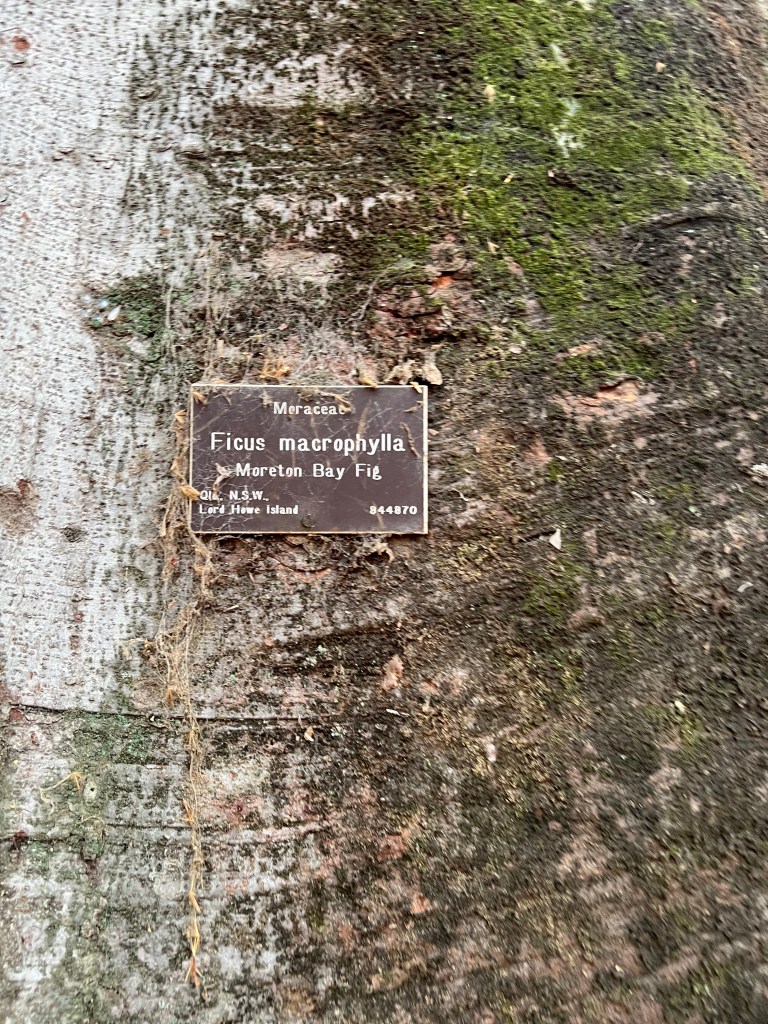 Moraceae
Ficus macrophylla
Moreton Bay Fig
Qld, N.S.W.,
Lord Howe Island
844870